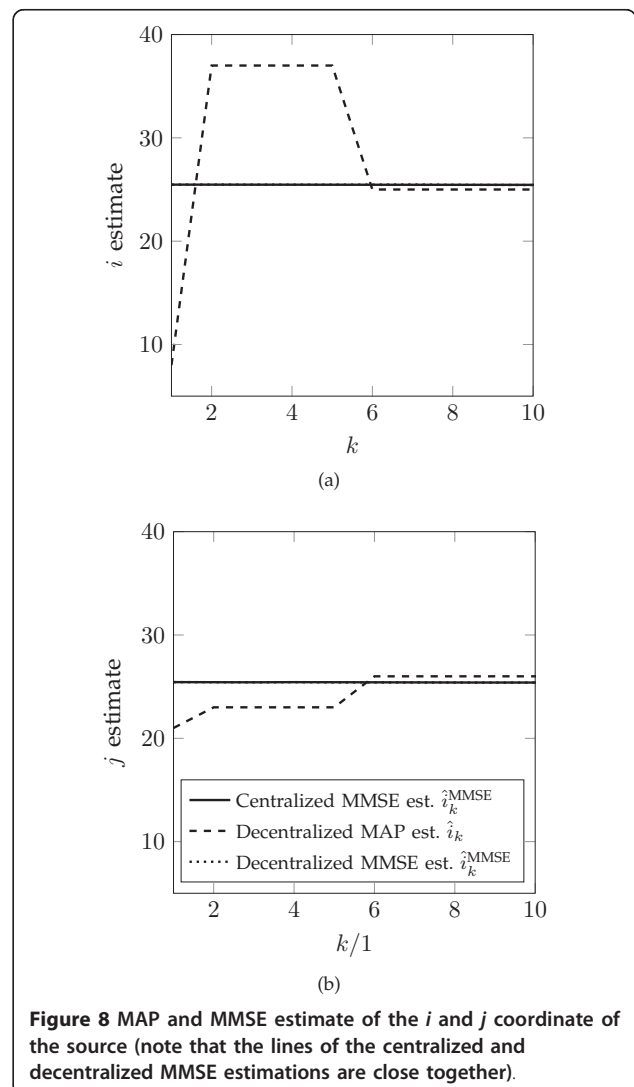 40
30
20
10
i estimate
2 4 6 8 10
k
(a)
40
30
20
10
j estimate
Centralized MMSE est. î_k^MMSE
Decentralized MAP est. î_k
Decentralized MMSE est. î_k^MMSE
2 4 6 8 10
k/1
(b)
Figure 8 MAP and MMSE estimate of the i and j coordinate of
the source (note that the lines of the centralized and
decentralized MMSE estimations are close together).